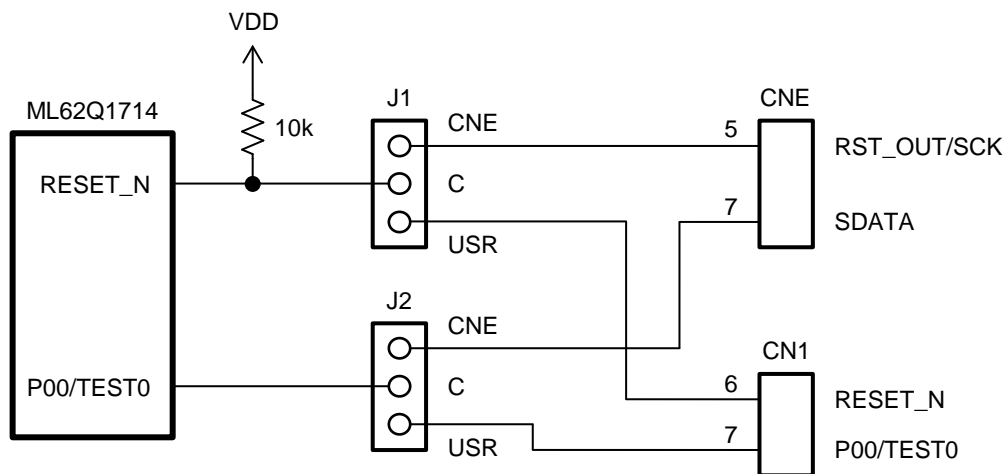 VDD
ML62Q1714
10k
RESET_N
P00/TEST0
J1
CNE
C
USR
J2
CNE
C
USR
CNE
5
RST_OUT/SCK
7
SDATA
CN1
6
RESET_N
7
P00/TEST0